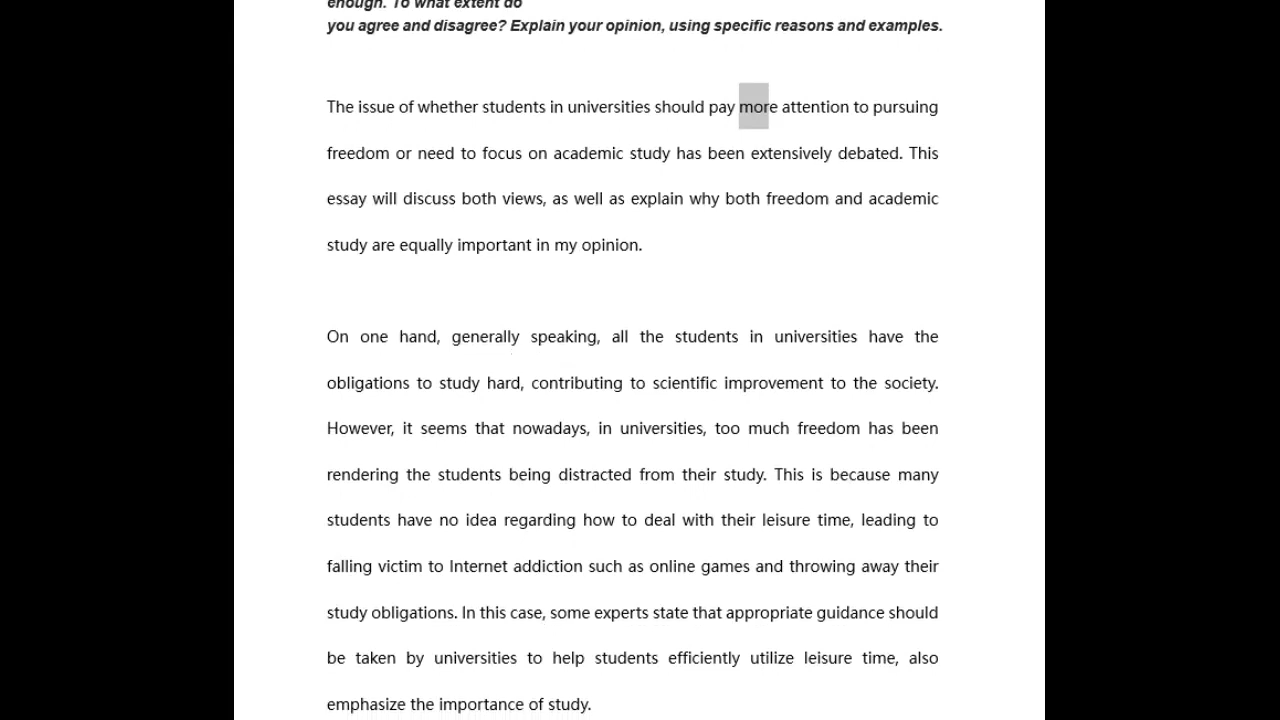 enough. To what extent do
you agree and disagree? Explain your opinion, using specific reasons and examples.
The issue of whether students in universities should pay more attention to pursuing
freedom or need to focus on academic study has been extensively debated. This
essay will discuss both views, as well as explain why both freedom and academic
study are equally important in my opinion.
On one hand, generally speaking, all the students in universities have the
obligations to study hard, contributing to scientific improvement to the society.
However, it seems that nowadays, in universities, too much freedom has been
rendering the students being distracted from their study. This is because many
students have no idea regarding how to deal with their leisure time, leading to
falling victim to Internet addiction such as online games and throwing away their
study obligations. In this case, some experts state that appropriate guidance should
be taken by universities to help students efficiently utilize leisure time, also
emphasize the importance of study.